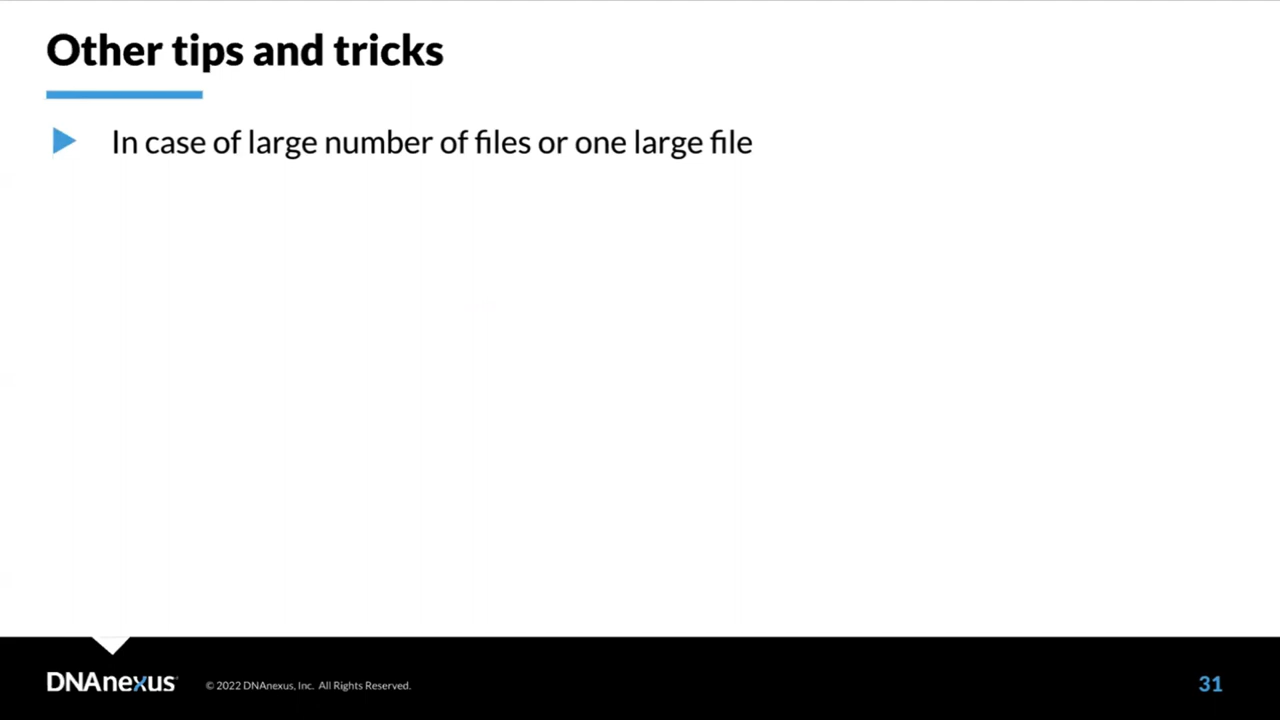 Other tips and tricks
In case of large number of files or one large file
DNAnexus
© 2022 DNAnexus, Inc. All Rights Reserved.
31